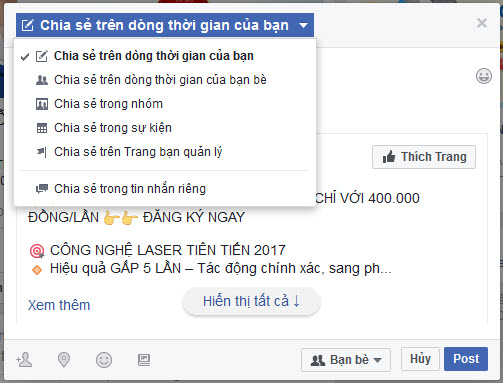 Chia sẻ trên dòng thời gian của bạn
Chia sẻ trên dòng thời gian của bạn
Chia sẻ trên dòng thời gian của bạn bè
Chia sẻ trong nhóm
Chia sẻ trong sự kiện
Chia sẻ trên Trang bạn quản lý
Chia sẻ trong tin nhắn riêng
Thích Trang
CHỈ VỚI 400.000
ĐỒNG/LẦN 👉👉 ĐĂNG KÝ NGAY
🎯 CÔNG NGHỆ LASER TIÊN TIẾN 2017
🔸 Hiệu quả GẤP 5 LẦN – Tác động chính xác, sang ph...
Hiển thị tất cả ↓
Xem thêm
Bạn bè
Hủy
Post